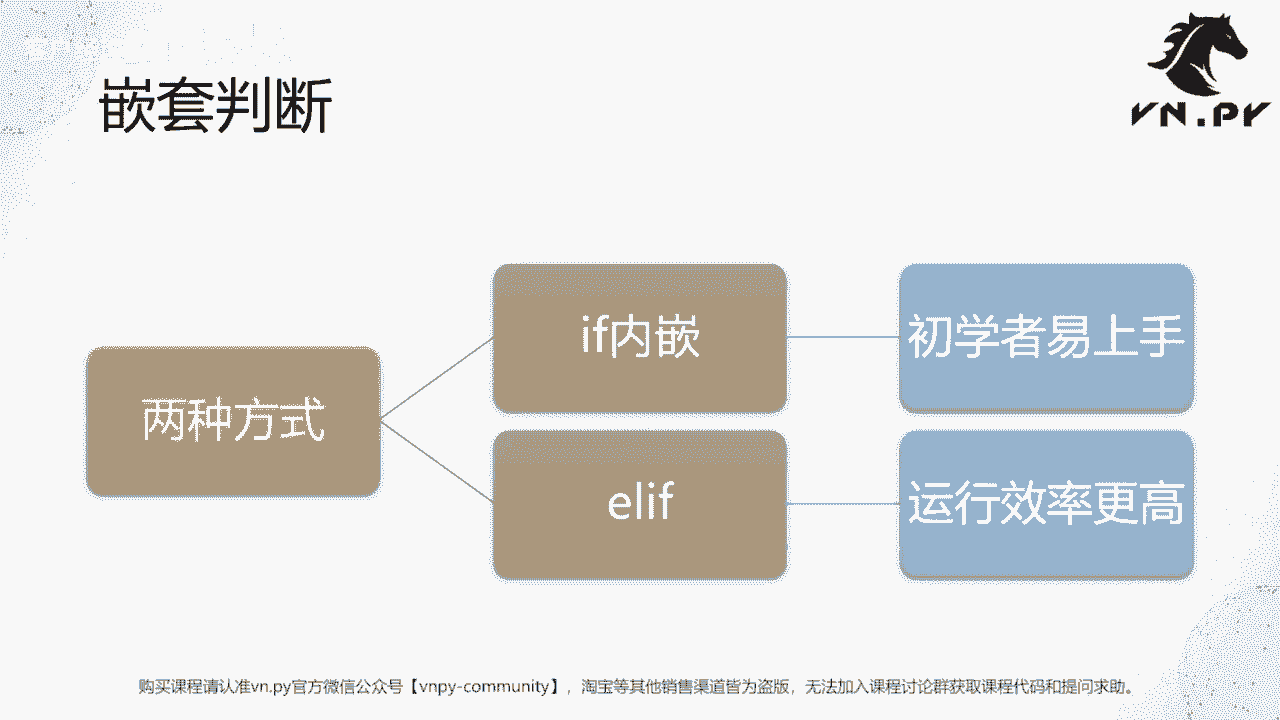 嵌套判断
VN.PY
两种方式
if内嵌
初学者易上手
elif
运行效率更高
购买课程请认准vn.py官方微信公众号【vnpy-community】，淘宝等其他销售渠道皆为盗版，无法加入课程讨论群获取课程代码和提问求助。